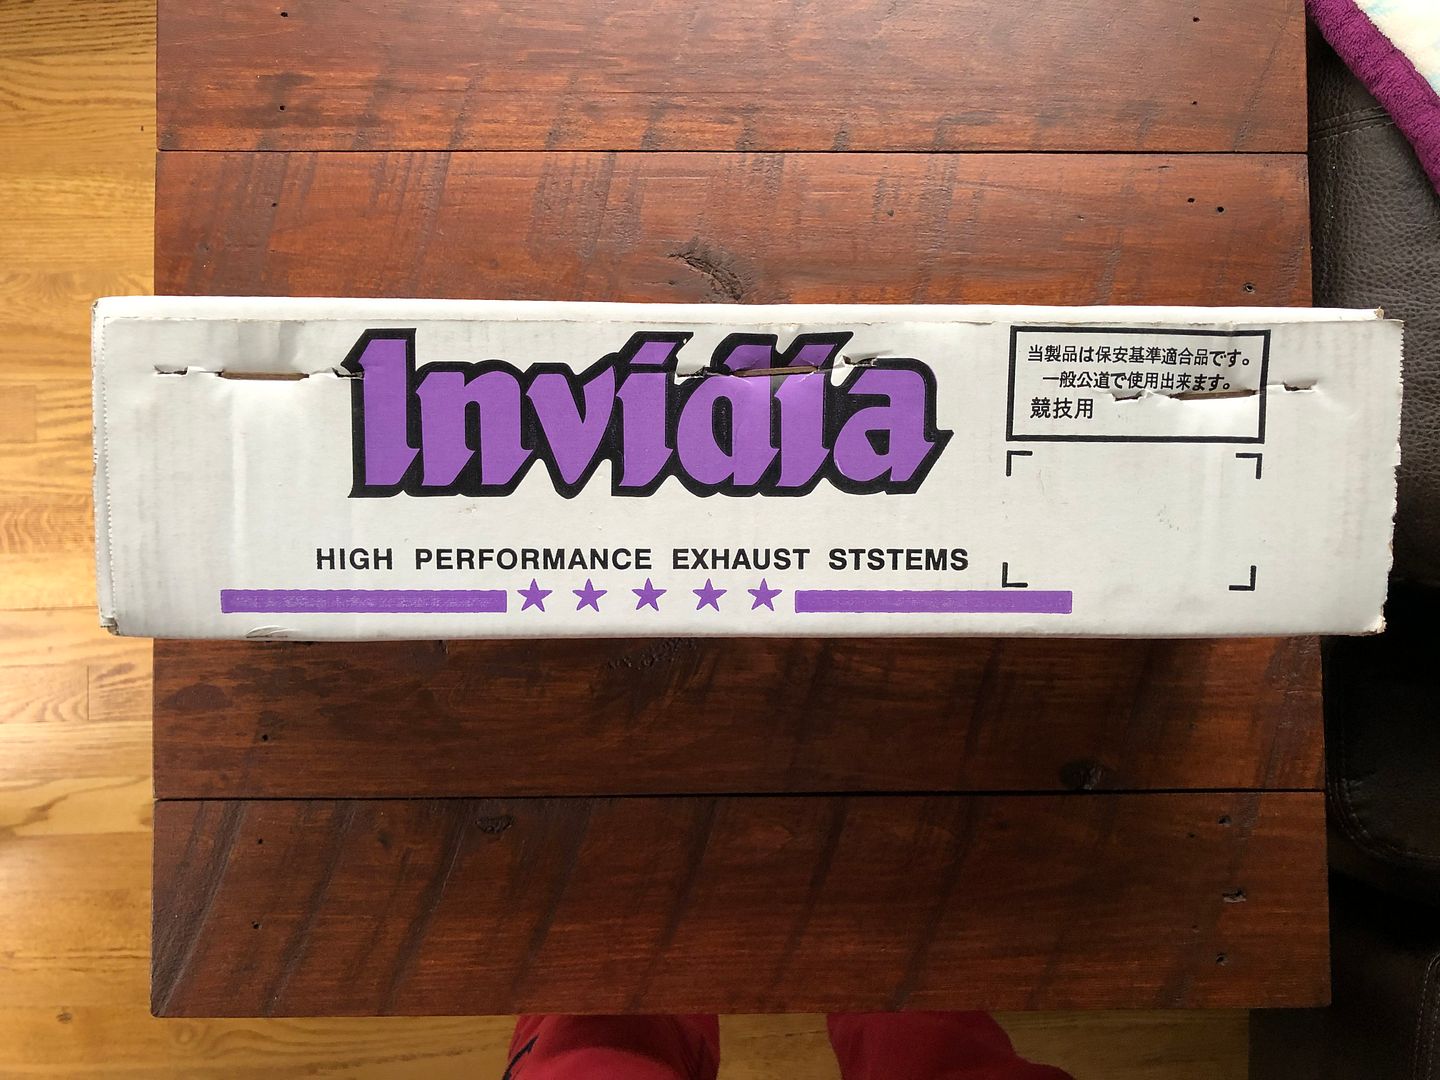 Invidia
HIGH PERFORMANCE EXHAUST STSTEMS
当製品は保安基準適合品です。
一般公道で使用出来ます。
競技用